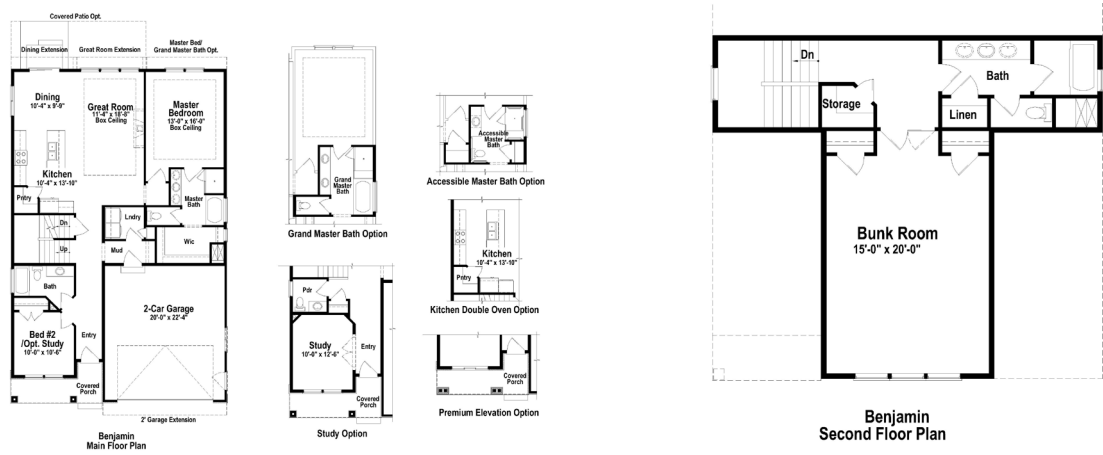 Covered Patio Opt.
Dining Extension
Great Room Extension
Master Bed/
Grand Master Bath Opt.
Dining
10'-4" x 9'-9"
Great Room
11'-4" x 18'-8"
Box Ceiling
Master
Bedroom
13'-0" x 16'-0"
Box Ceiling
Kitchen
10'-4" x 13'-10"
Pntry
Master
Bath
Lndry
Dn
Up
Mud
Wic
Bath
2-Car Garage
20'-0" x 22'-4"
Bed #2
/Opt. Study
10'-0" x 10'-6"
Entry
Covered
Porch
2' Garage Extension
Benjamin
Main Floor Plan
Grand
Master
Bath
Grand Master Bath Option
Pdr
Study
10'-0" x 12'-6"
Entry
Covered
Porch
Study Option
Accessible
Master
Bath
Accessible Master Bath Option
Kitchen
10'-4" x 13'-10"
Pntry
Kitchen Double Oven Option
Covered
Porch
Premium Elevation Option
Dn
Bath
Storage
Linen
Bunk Room
15'-0" x 20'-0"
Benjamin
Second Floor Plan